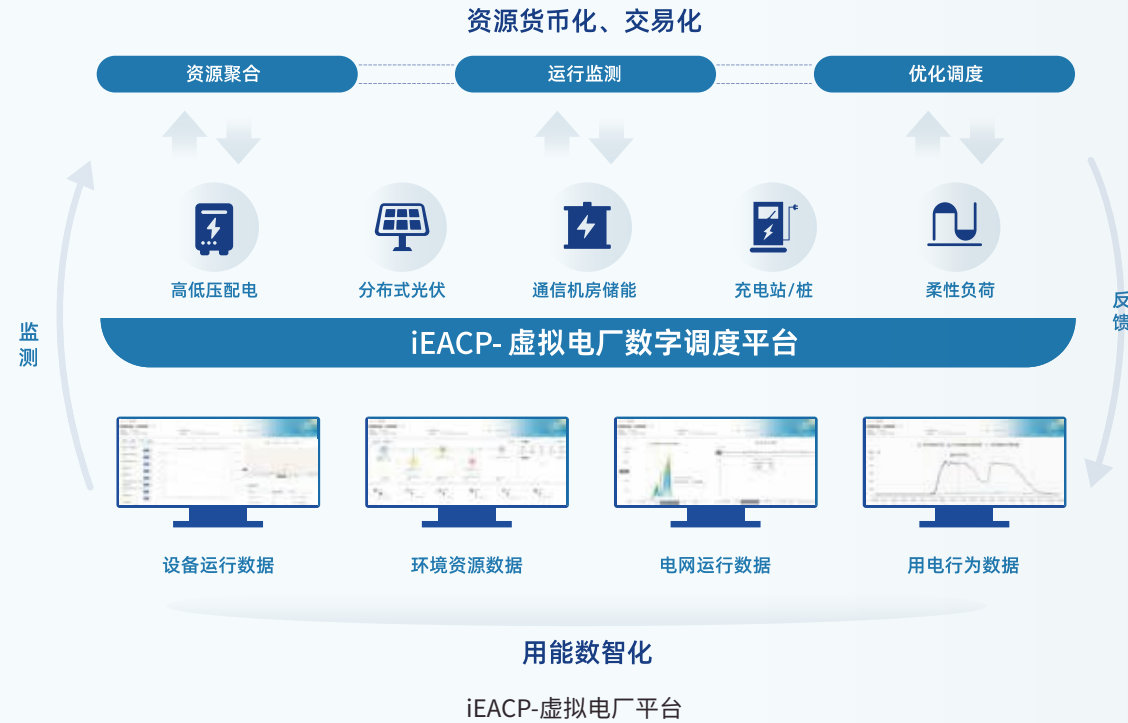 资源货币化、交易化
资源聚合
运行监测
优化调度
高低压配电
分布式光伏
通信机房储能
充电站/桩
柔性负荷
监测
反馈
iEACP- 虚拟电厂数字调度平台
设备运行数据
环境资源数据
电网运行数据
用电行为数据
用能数智化
iEACP-虚拟电厂平台